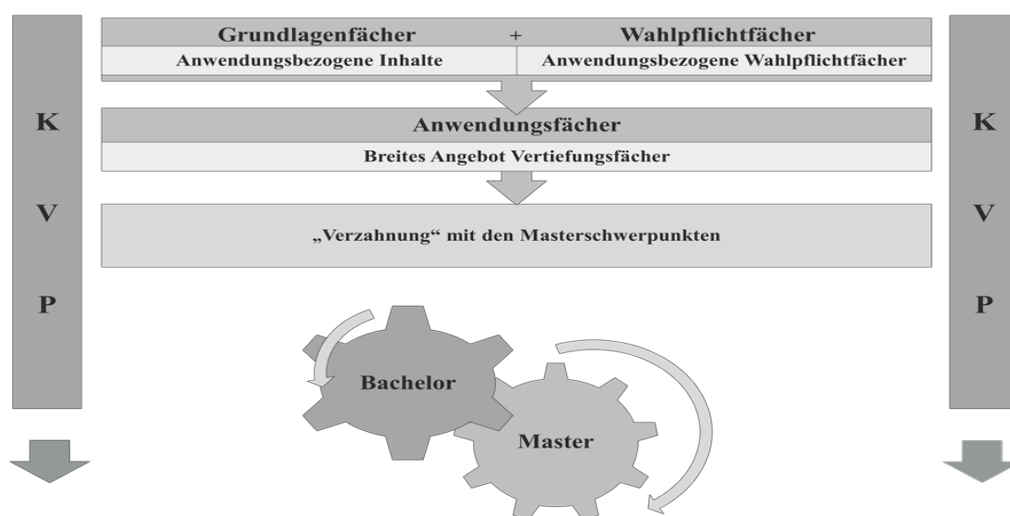 Grundlagenfächer + Wahlpflichtfächer
Anwendungsbezogene Inhalte Anwendungsbezogene Wahlpflichtfächer
Anwendungsfächer
Breites Angebot Vertiefungsfächer
„Verzahnung“ mit den Masterschwerpunkten
K
V
P
K
V
P
Bachelor
Master